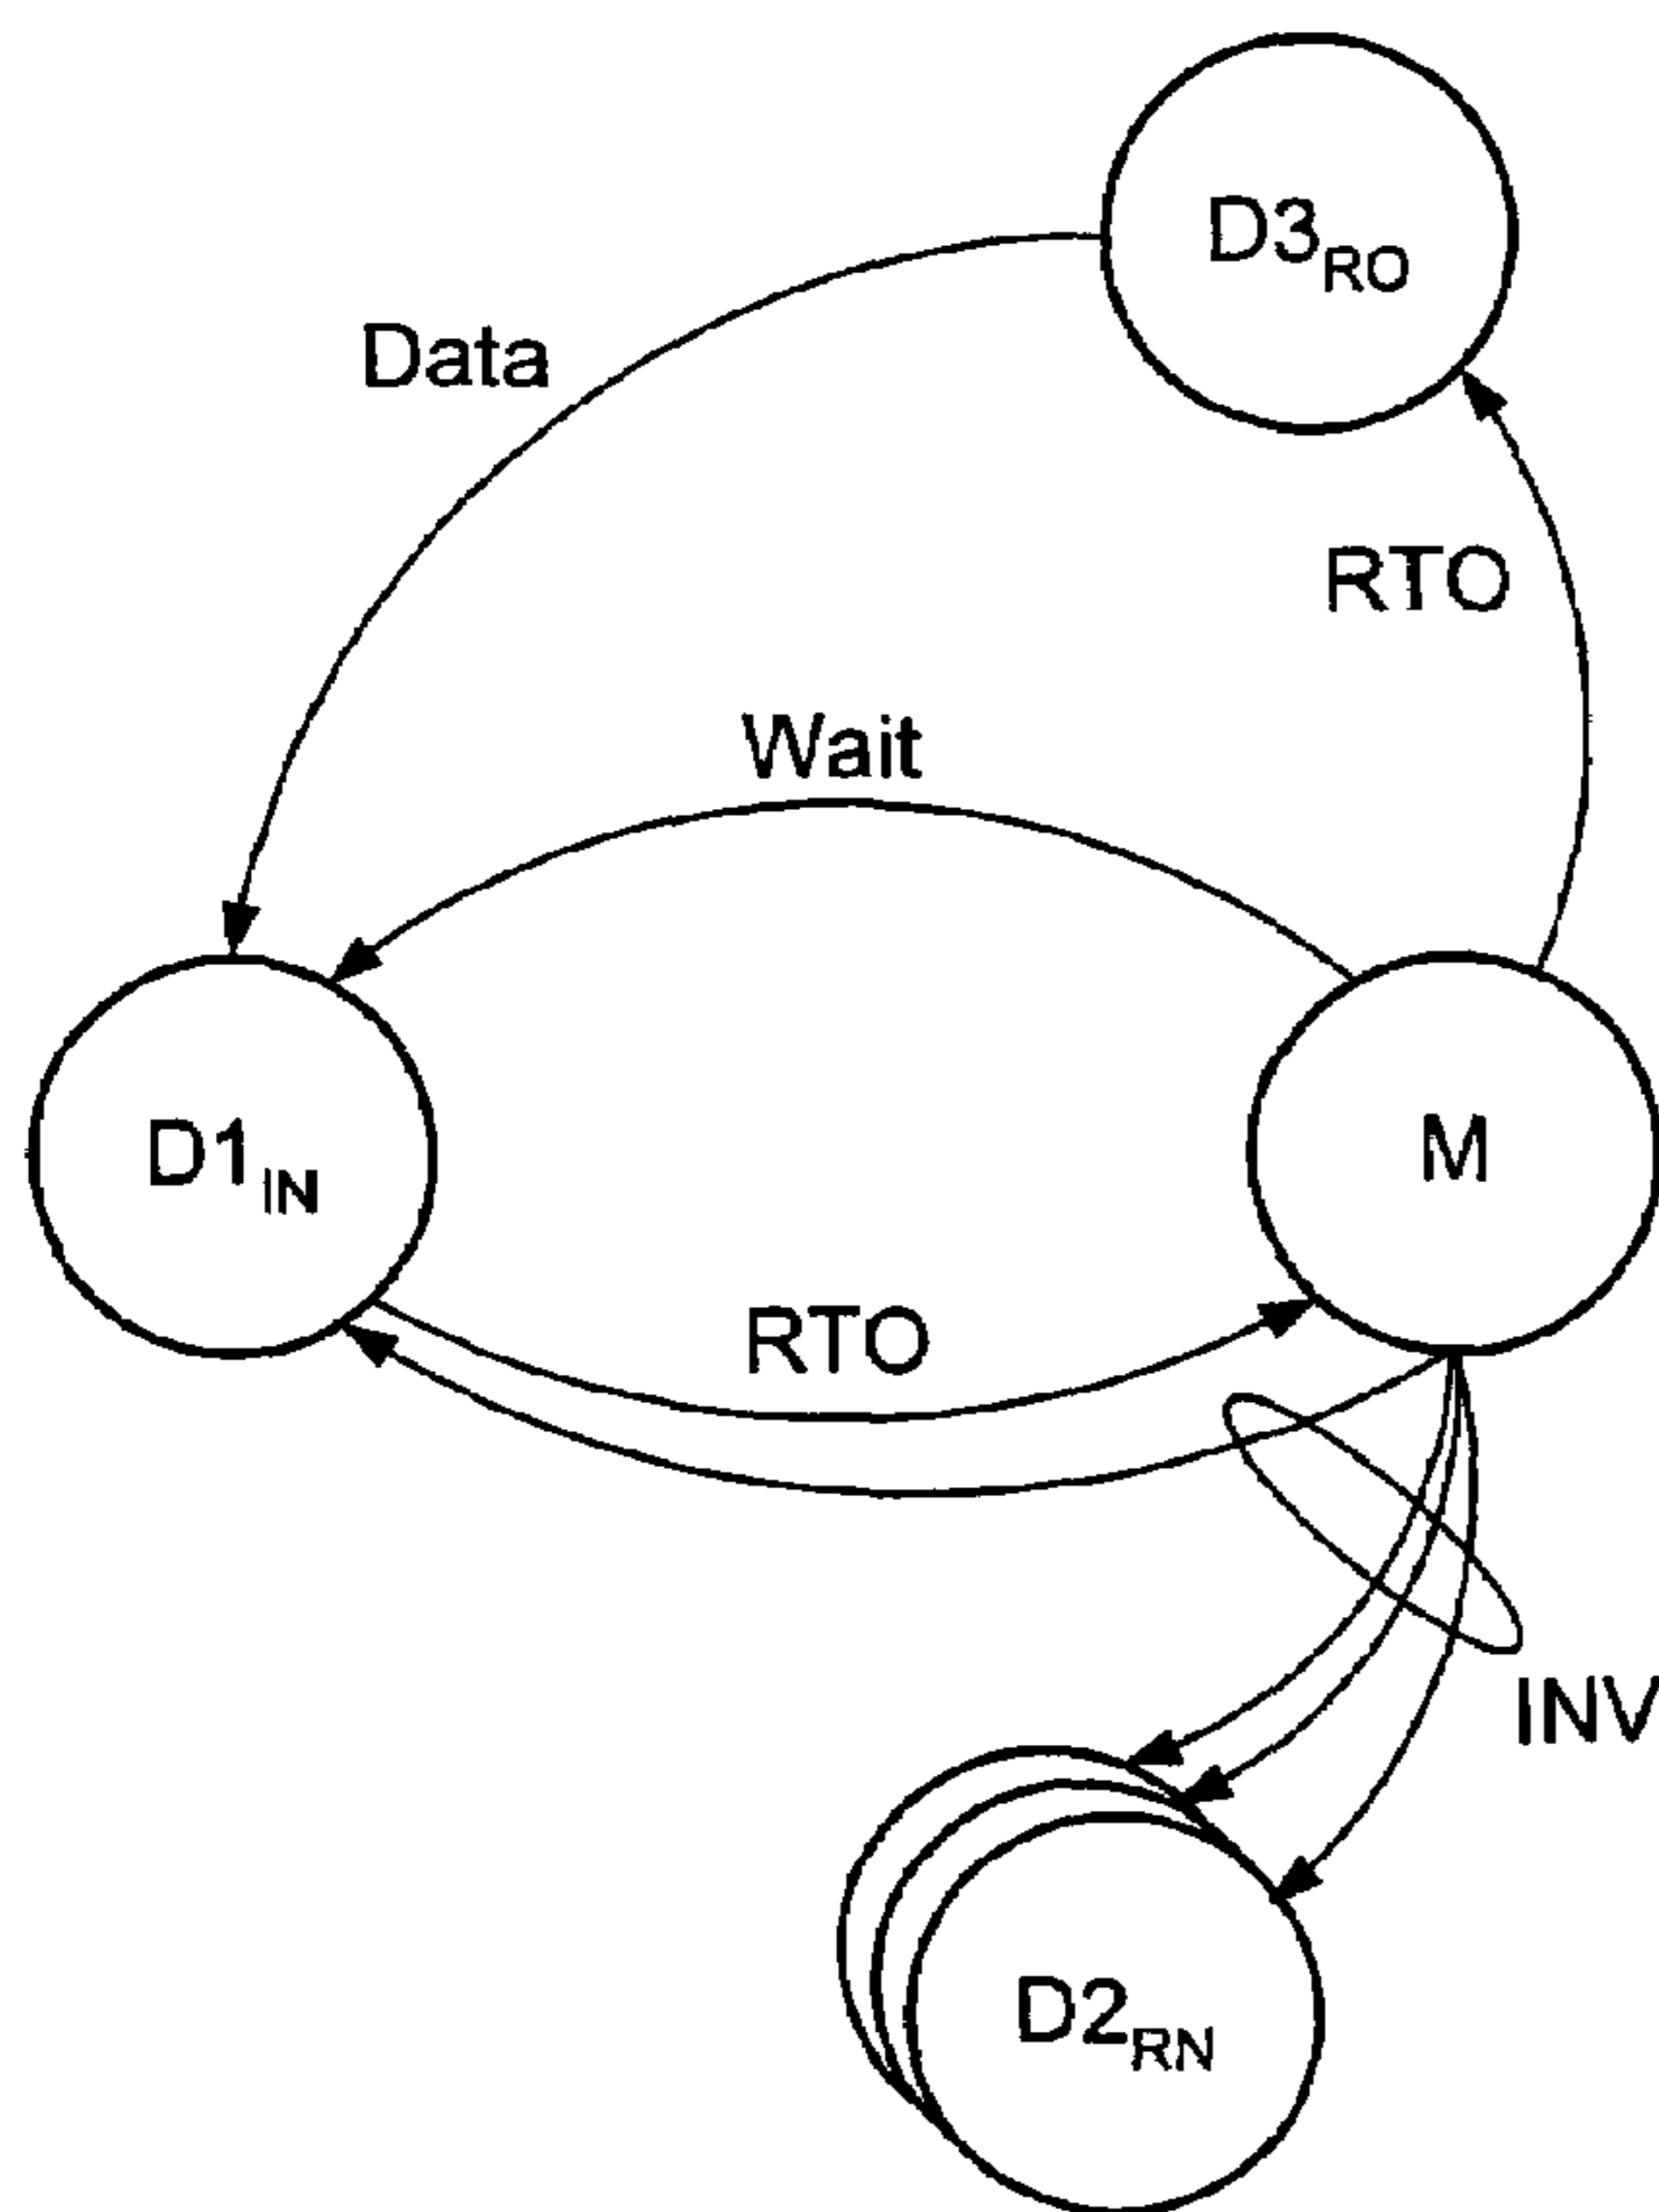 D3RO
Data
RTO
Wait
D1IN
M
RTO
INV
D2RN